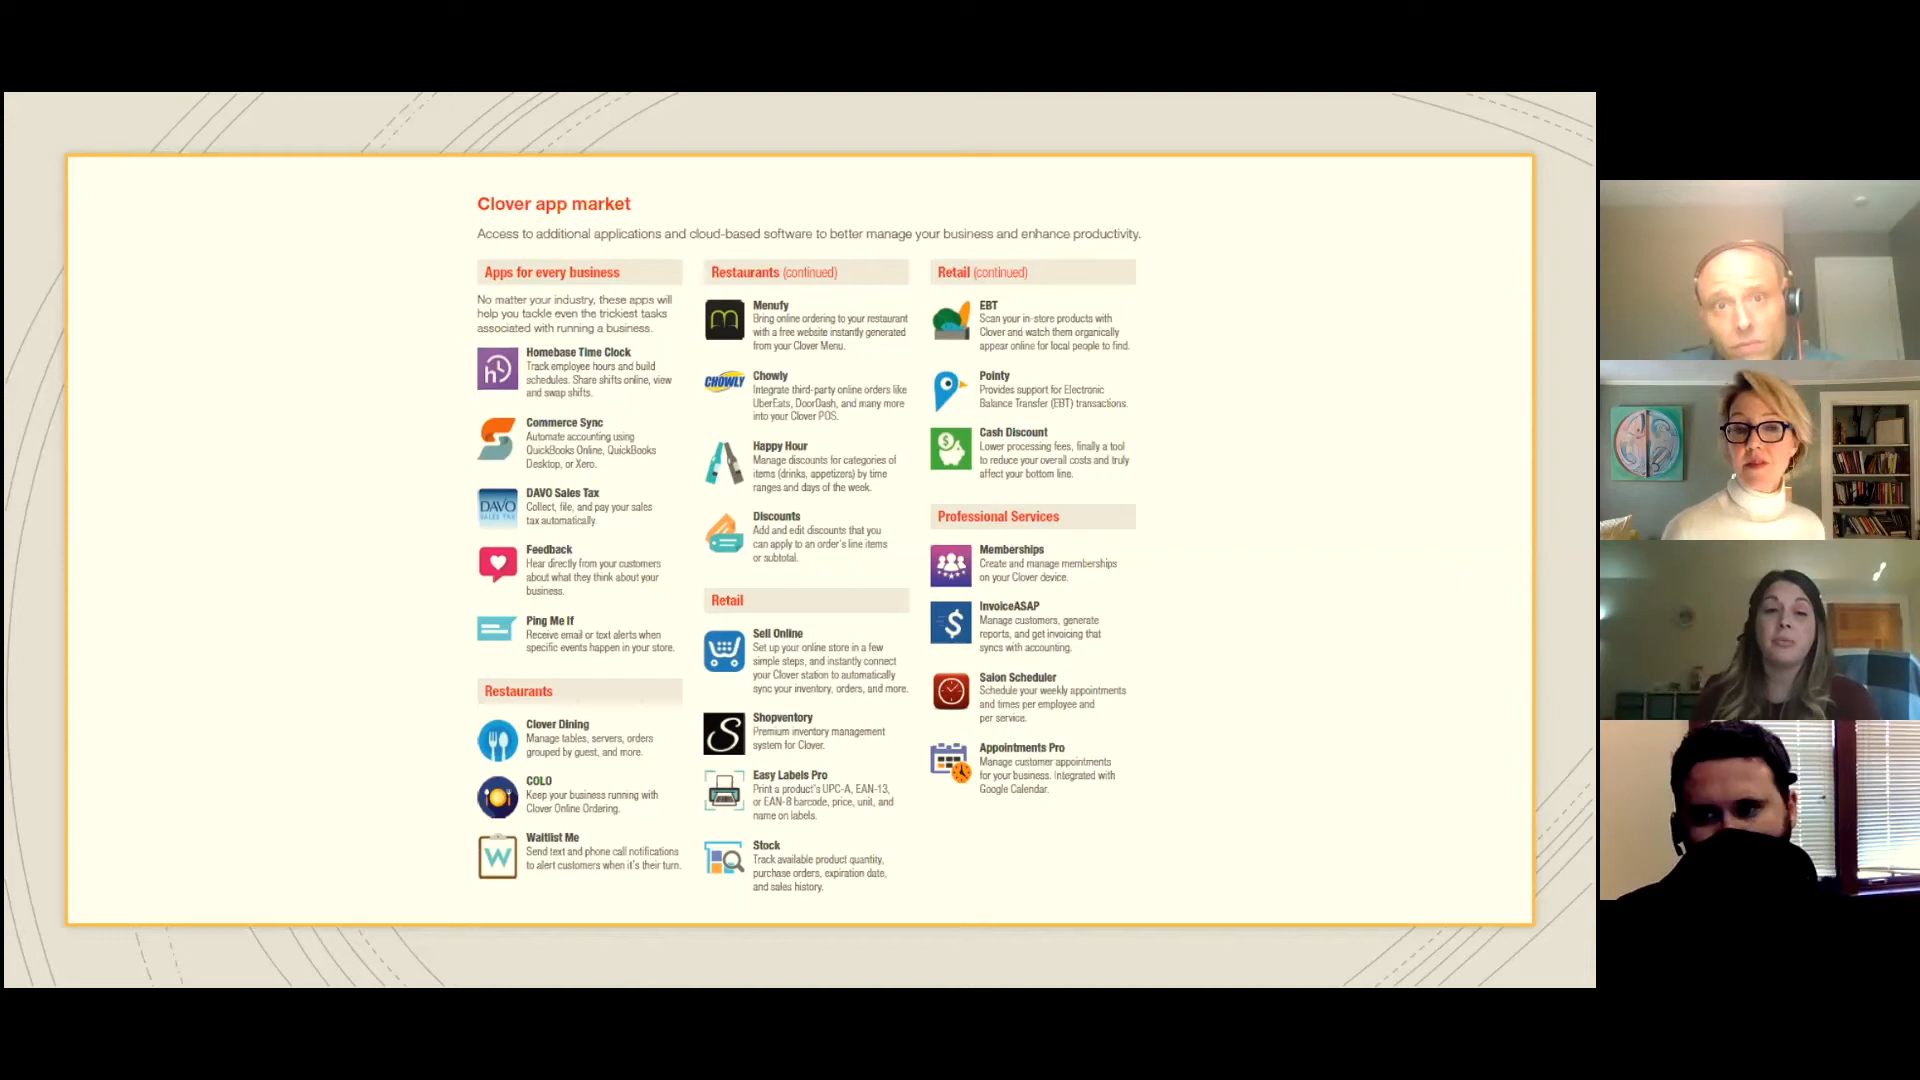 Clover app market
Access to additional applications and cloud-based software to better manage your business and enhance productivity.
Apps for every business
No matter your industry, these apps will
help you tackle even the trickiest tasks
associated with running a business.
Homebase Time Clock
Track employee hours and build
schedules. Share shifts online, view
and swap shifts.
Commerce Sync
Automate accounting using
QuickBooks Online, QuickBooks
Desktop, or Xero.
DAVO
SALES TAX
DAVO Sales Tax
Collect, file, and pay your sales
tax automatically.
Feedback
Hear directly from your customers
about what they think about your
business.
Ping Me If
Receive email or text alerts when
specific events happen in your store.
Restaurants
Clover Dining
Manage tables, servers, orders
grouped by guest, and more.
COLO
Keep your business running with
Clover Online Ordering.
W
Waitlist Me
Send text and phone call notifications
to alert customers when it's their turn.
Restaurants (continued)
Menufy
Bring online ordering to your restaurant
with a free website instantly generated
from your Clover Menu.
CHOWLY
Chowly
Integrate third-party online orders like
UberEats, DoorDash, and many more
into your Clover POS.
Happy Hour
Manage discounts for categories of
items (drinks, appetizers) by time
ranges and days of the week.
Discounts
Add and edit discounts that you
can apply to an order's line items
or subtotal.
Retail
Sell Online
Set up your online store in a few
simple steps, and instantly connect
your Clover station to automatically
sync your inventory, orders, and more.
S
Shopventory
Premium inventory management
system for Clover.
Easy Labels Pro
Print a product's UPC-A, EAN-13,
or EAN-8 barcode, price, unit, and
name on labels.
Stock
Track available product quantity,
purchase orders, expiration date,
and sales history.
Retail (continued)
EBT
Scan your in-store products with
Clover and watch them organically
appear online for local people to find.
Pointy
Provides support for Electronic
Balance Transfer (EBT) transactions.
$
Cash Discount
Lower processing fees, finally a tool
to reduce your overall costs and truly
affect your bottom line.
Professional Services
Memberships
Create and manage memberships
on your Clover device.
$
InvoiceASAP
Manage customers, generate
reports, and get invoicing that
syncs with accounting.
Salon Scheduler
Schedule your weekly appointments
and times per employee and
per service.
Appointments Pro
Manage customer appointments
for your business. Integrated with
Google Calendar.